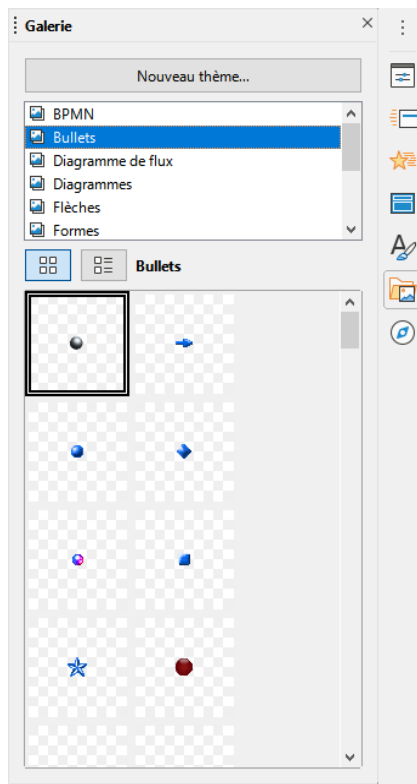 Galerie
Nouveau thème...
BPMN
Bullets
Diagramme de flux
Diagrammes
Flèches
Formes
Bullets